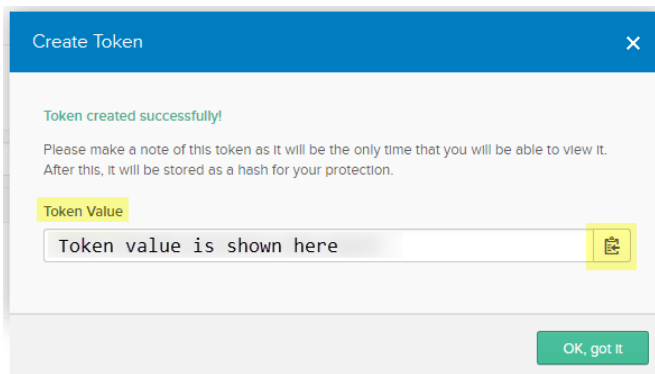 Create Token
Token created successfully!
Please make a note of this token as it will be the only time that you will be able to view it.
After this, it will be stored as a hash for your protection.
Token Value
Token value is shown here
OK, got it